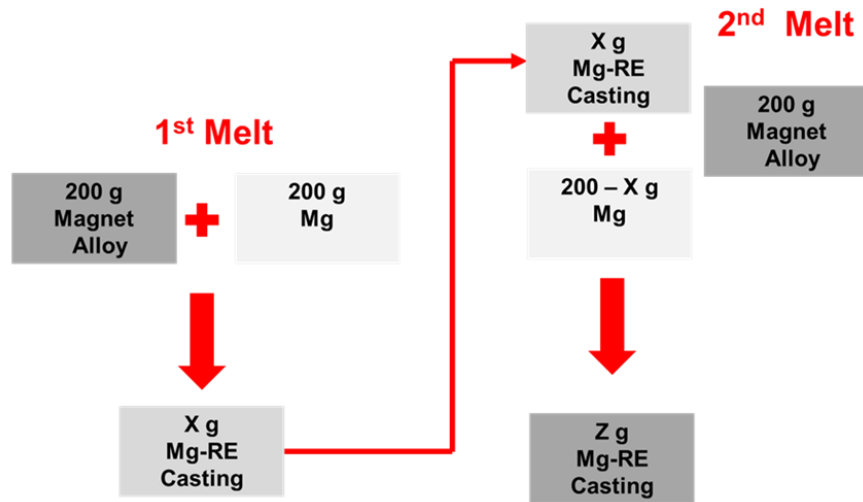 1st Melt
200 g
Magnet
Alloy
200 g
Mg
X g
Mg-RE
Casting
2nd Melt
X g
Mg-RE
Casting
200 g
Magnet
Alloy
200 – X g
Mg
Z g
Mg-RE
Casting